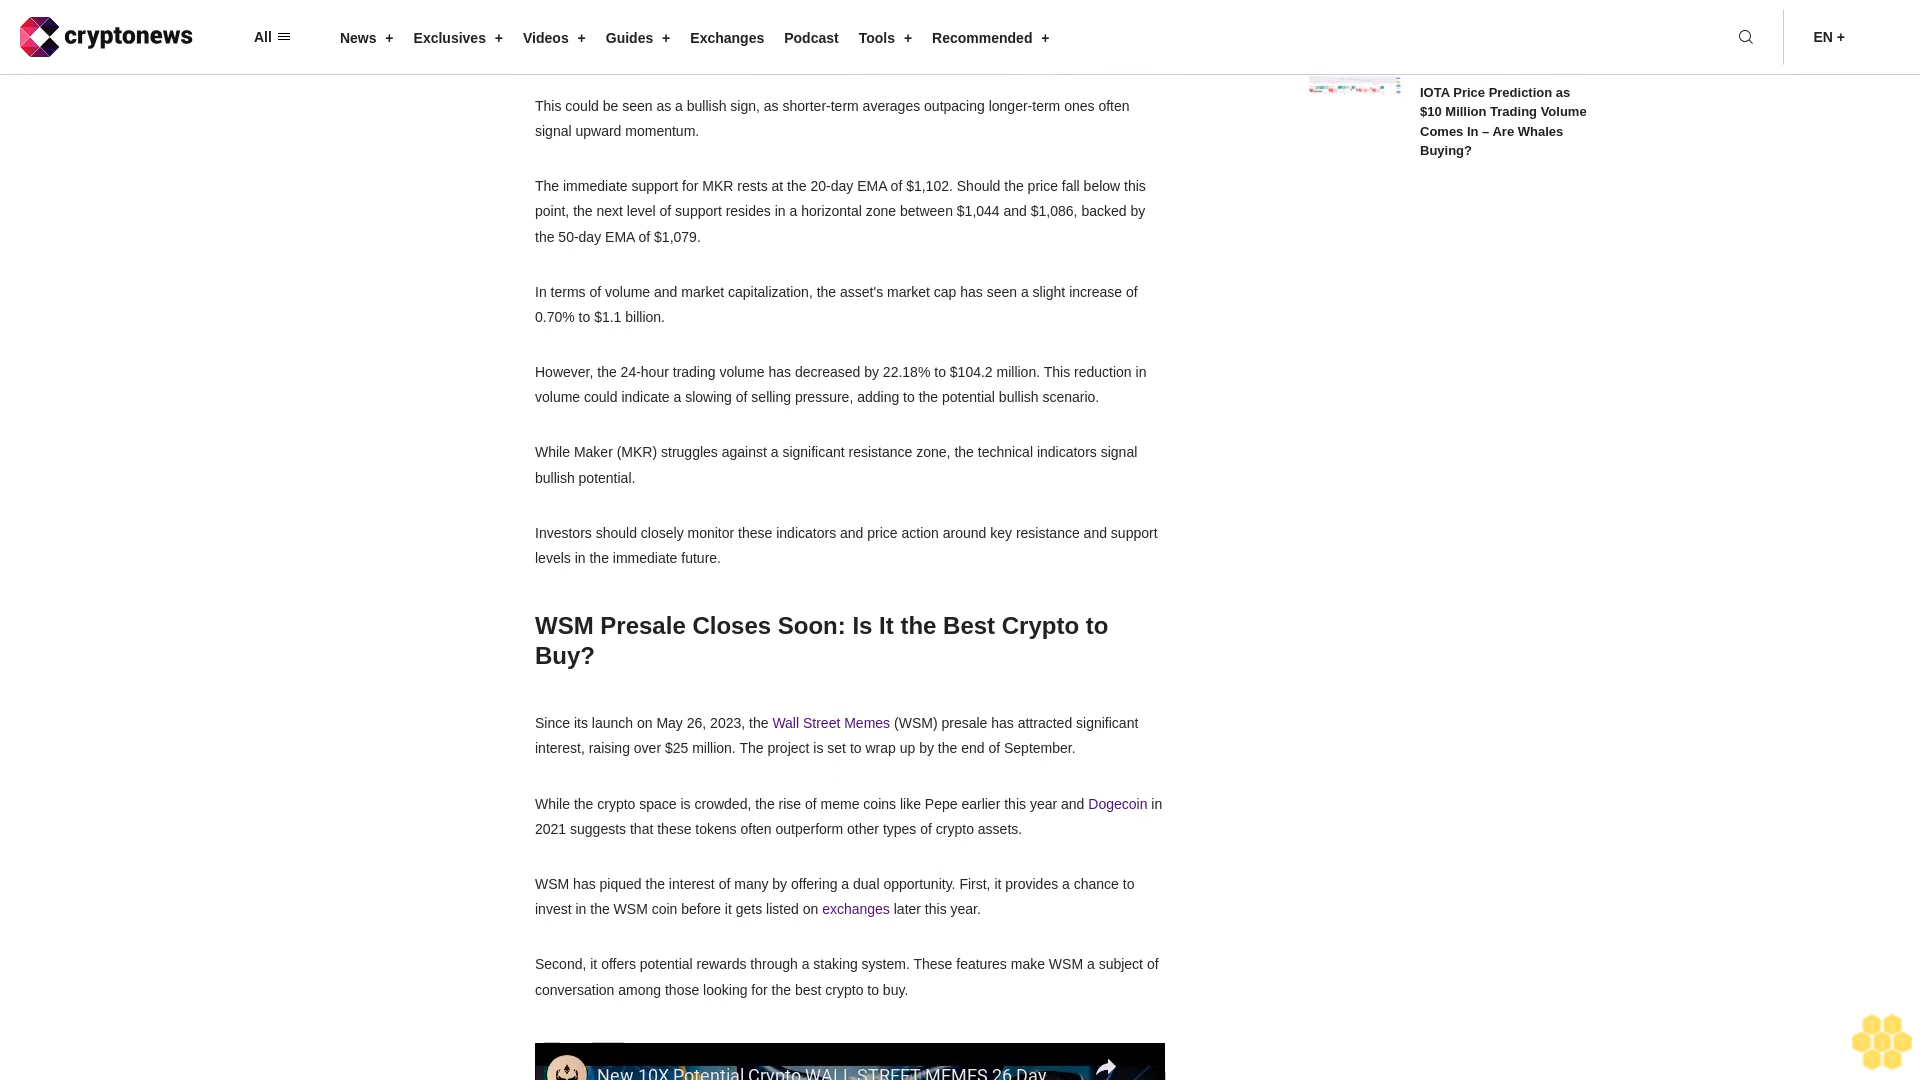 cryptonews
All
News +
Exclusives +
Videos +
Guides +
Exchanges
Podcast
Tools +
Recommended +
EN +
This could be seen as a bullish sign, as shorter-term averages outpacing longer-term ones often
signal upward momentum.
The immediate support for MKR rests at the 20-day EMA of $1,102. Should the price fall below this
point, the next level of support resides in a horizontal zone between $1,044 and $1,086, backed by
the 50-day EMA of $1,079.
In terms of volume and market capitalization, the asset's market cap has seen a slight increase of
0.70% to $1.1 billion.
However, the 24-hour trading volume has decreased by 22.18% to $104.2 million. This reduction in
volume could indicate a slowing of selling pressure, adding to the potential bullish scenario.
While Maker (MKR) struggles against a significant resistance zone, the technical indicators signal
bullish potential.
Investors should closely monitor these indicators and price action around key resistance and support
levels in the immediate future.
WSM Presale Closes Soon: Is It the Best Crypto to
Buy?
Since its launch on May 26, 2023, the Wall Street Memes (WSM) presale has attracted significant
interest, raising over $25 million. The project is set to wrap up by the end of September.
While the crypto space is crowded, the rise of meme coins like Pepe earlier this year and Dogecoin in
2021 suggests that these tokens often outperform other types of crypto assets.
WSM has piqued the interest of many by offering a dual opportunity. First, it provides a chance to
invest in the WSM coin before it gets listed on exchanges later this year.
Second, it offers potential rewards through a staking system. These features make WSM a subject of
conversation among those looking for the best crypto to buy.
New 10X Potential Crypto WALL STREET MEMES 26 Day
IOTA Price Prediction as
$10 Million Trading Volume
Comes In – Are Whales
Buying?